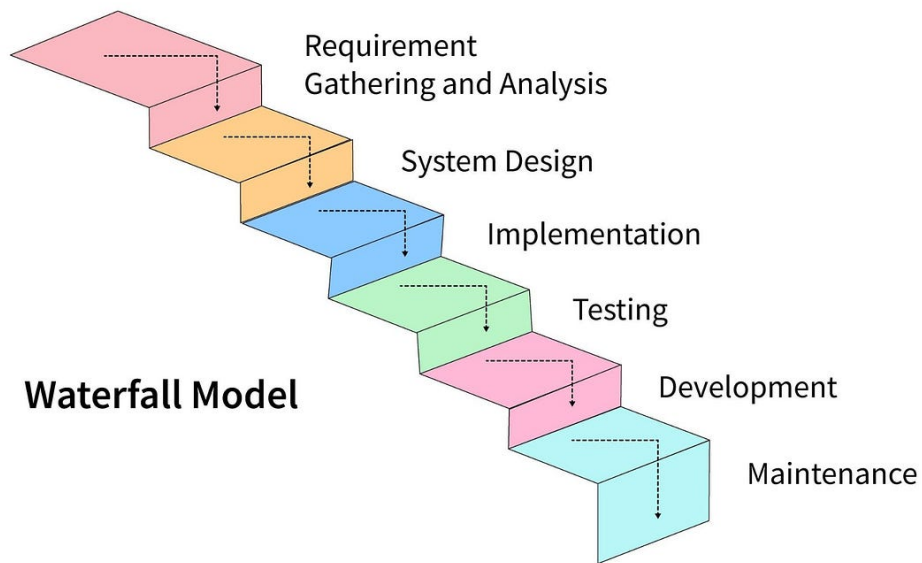 Requirement
Gathering and Analysis
System Design
Implementation
Testing
Waterfall Model
Development
Maintenance